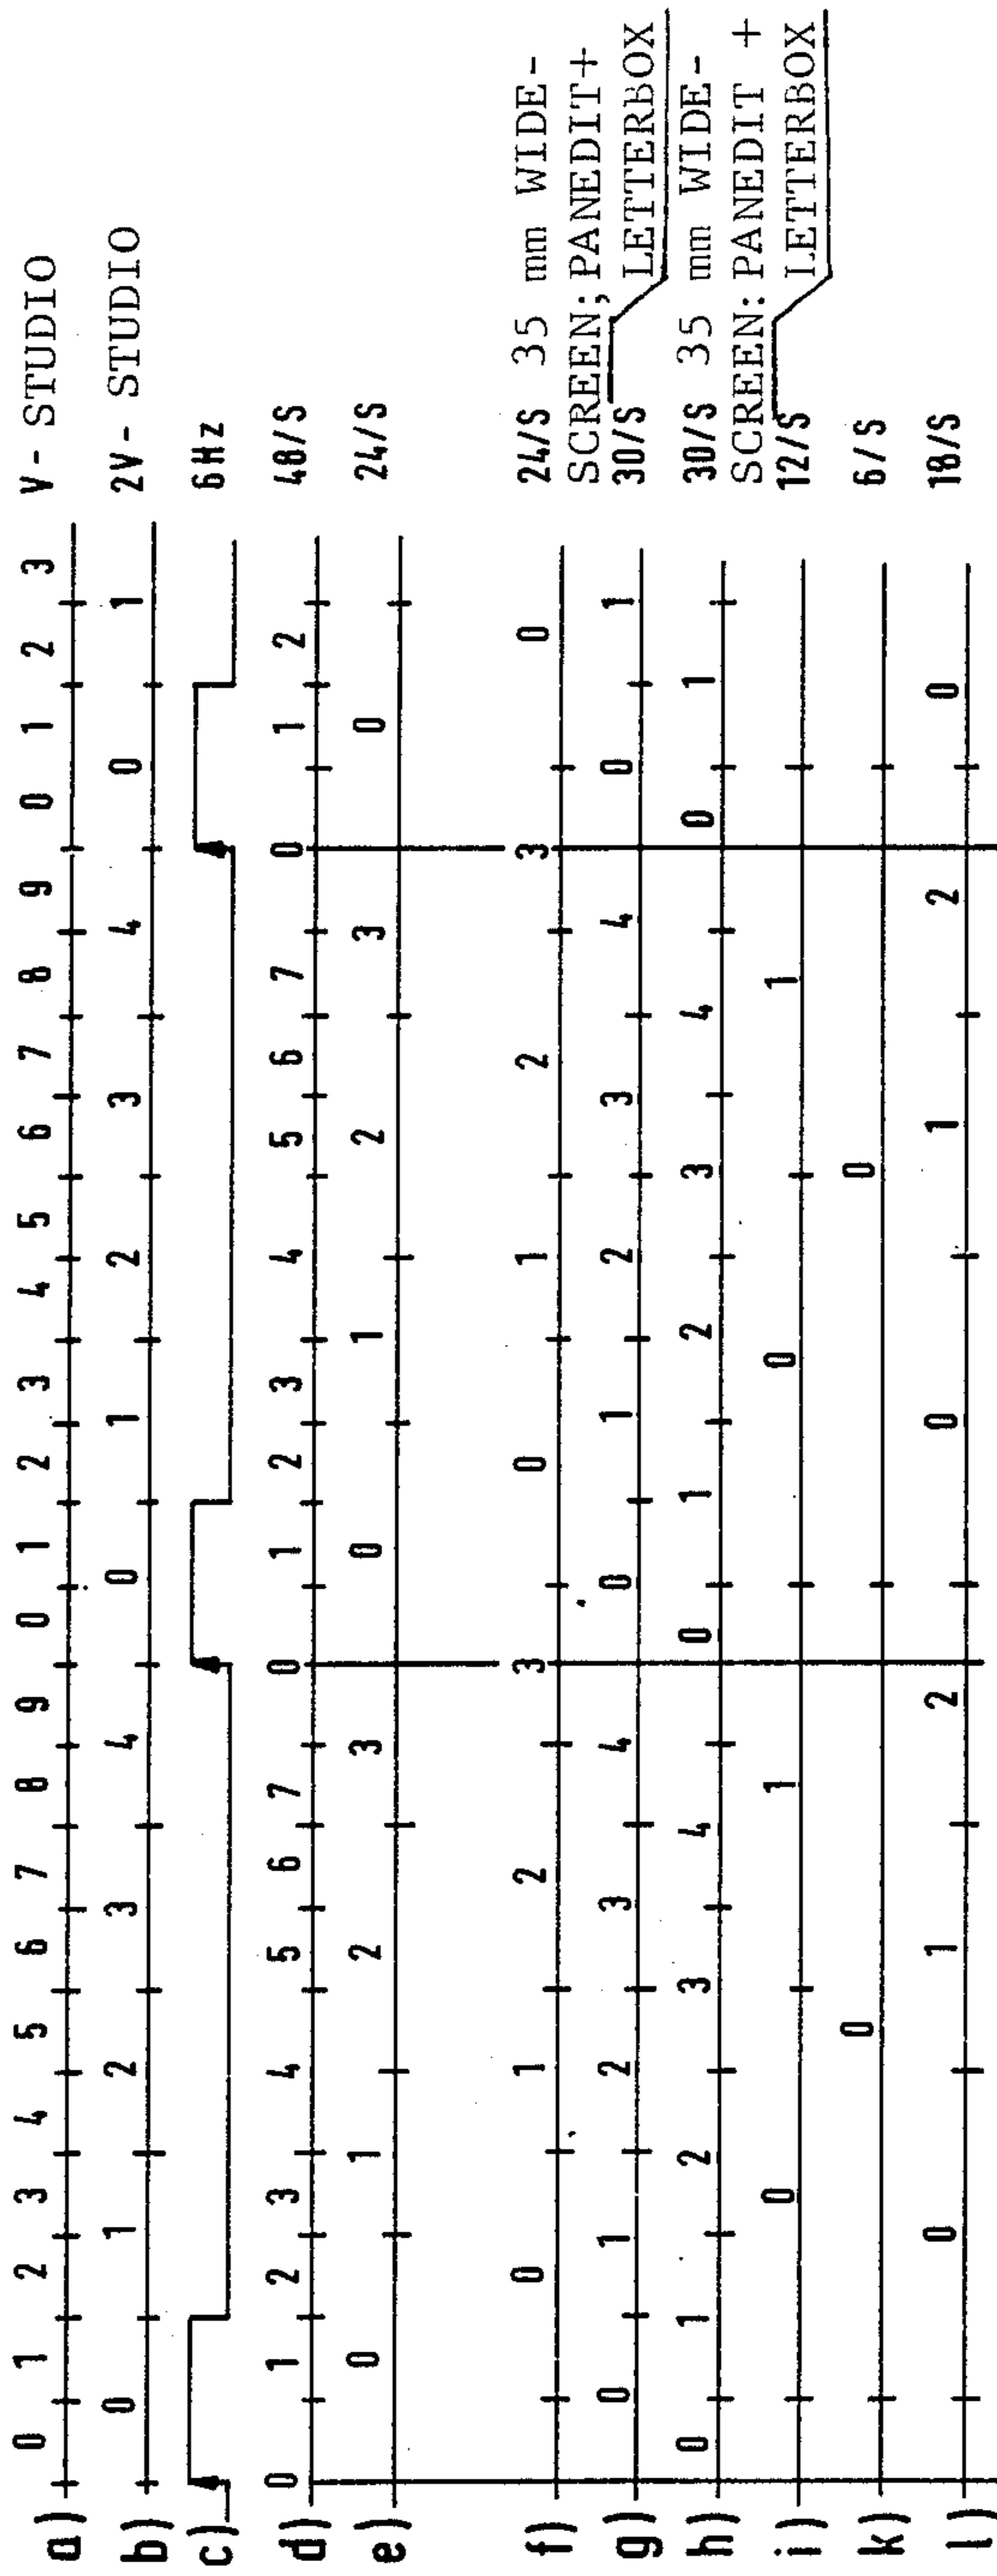 a) 0 1 2 3 4 5 6 7 8 9 0 1 2 3 4 5 6 7 8 9 0 1 2 3 V- STUDIO
b) 0 1 2 3 4 0 1 2 3 4 0 1 2V- STUDIO
c) 6Hz
d) 0 1 2 3 4 5 6 7 0 1 2 3 4 5 6 7 0 1 2 48/S
e) 0 1 2 3 0 1 2 3 0 24/S
f) 0 1 2 3 0 1 2 3 0 24/S 35 mm WIDE-
SCREEN; PANEDIT+
g) 0 1 2 3 4 0 1 2 3 4 0 1 30/S LETTERBOX
h) 0 1 2 3 4 0 1 2 3 4 0 1 30/S 35 mm WIDE-
SCREEN: PANEDIT +
i) 0 1 0 1 12/S LETTERBOX
k) 0 0 6/S
l) 0 1 2 0 1 2 0 18/S